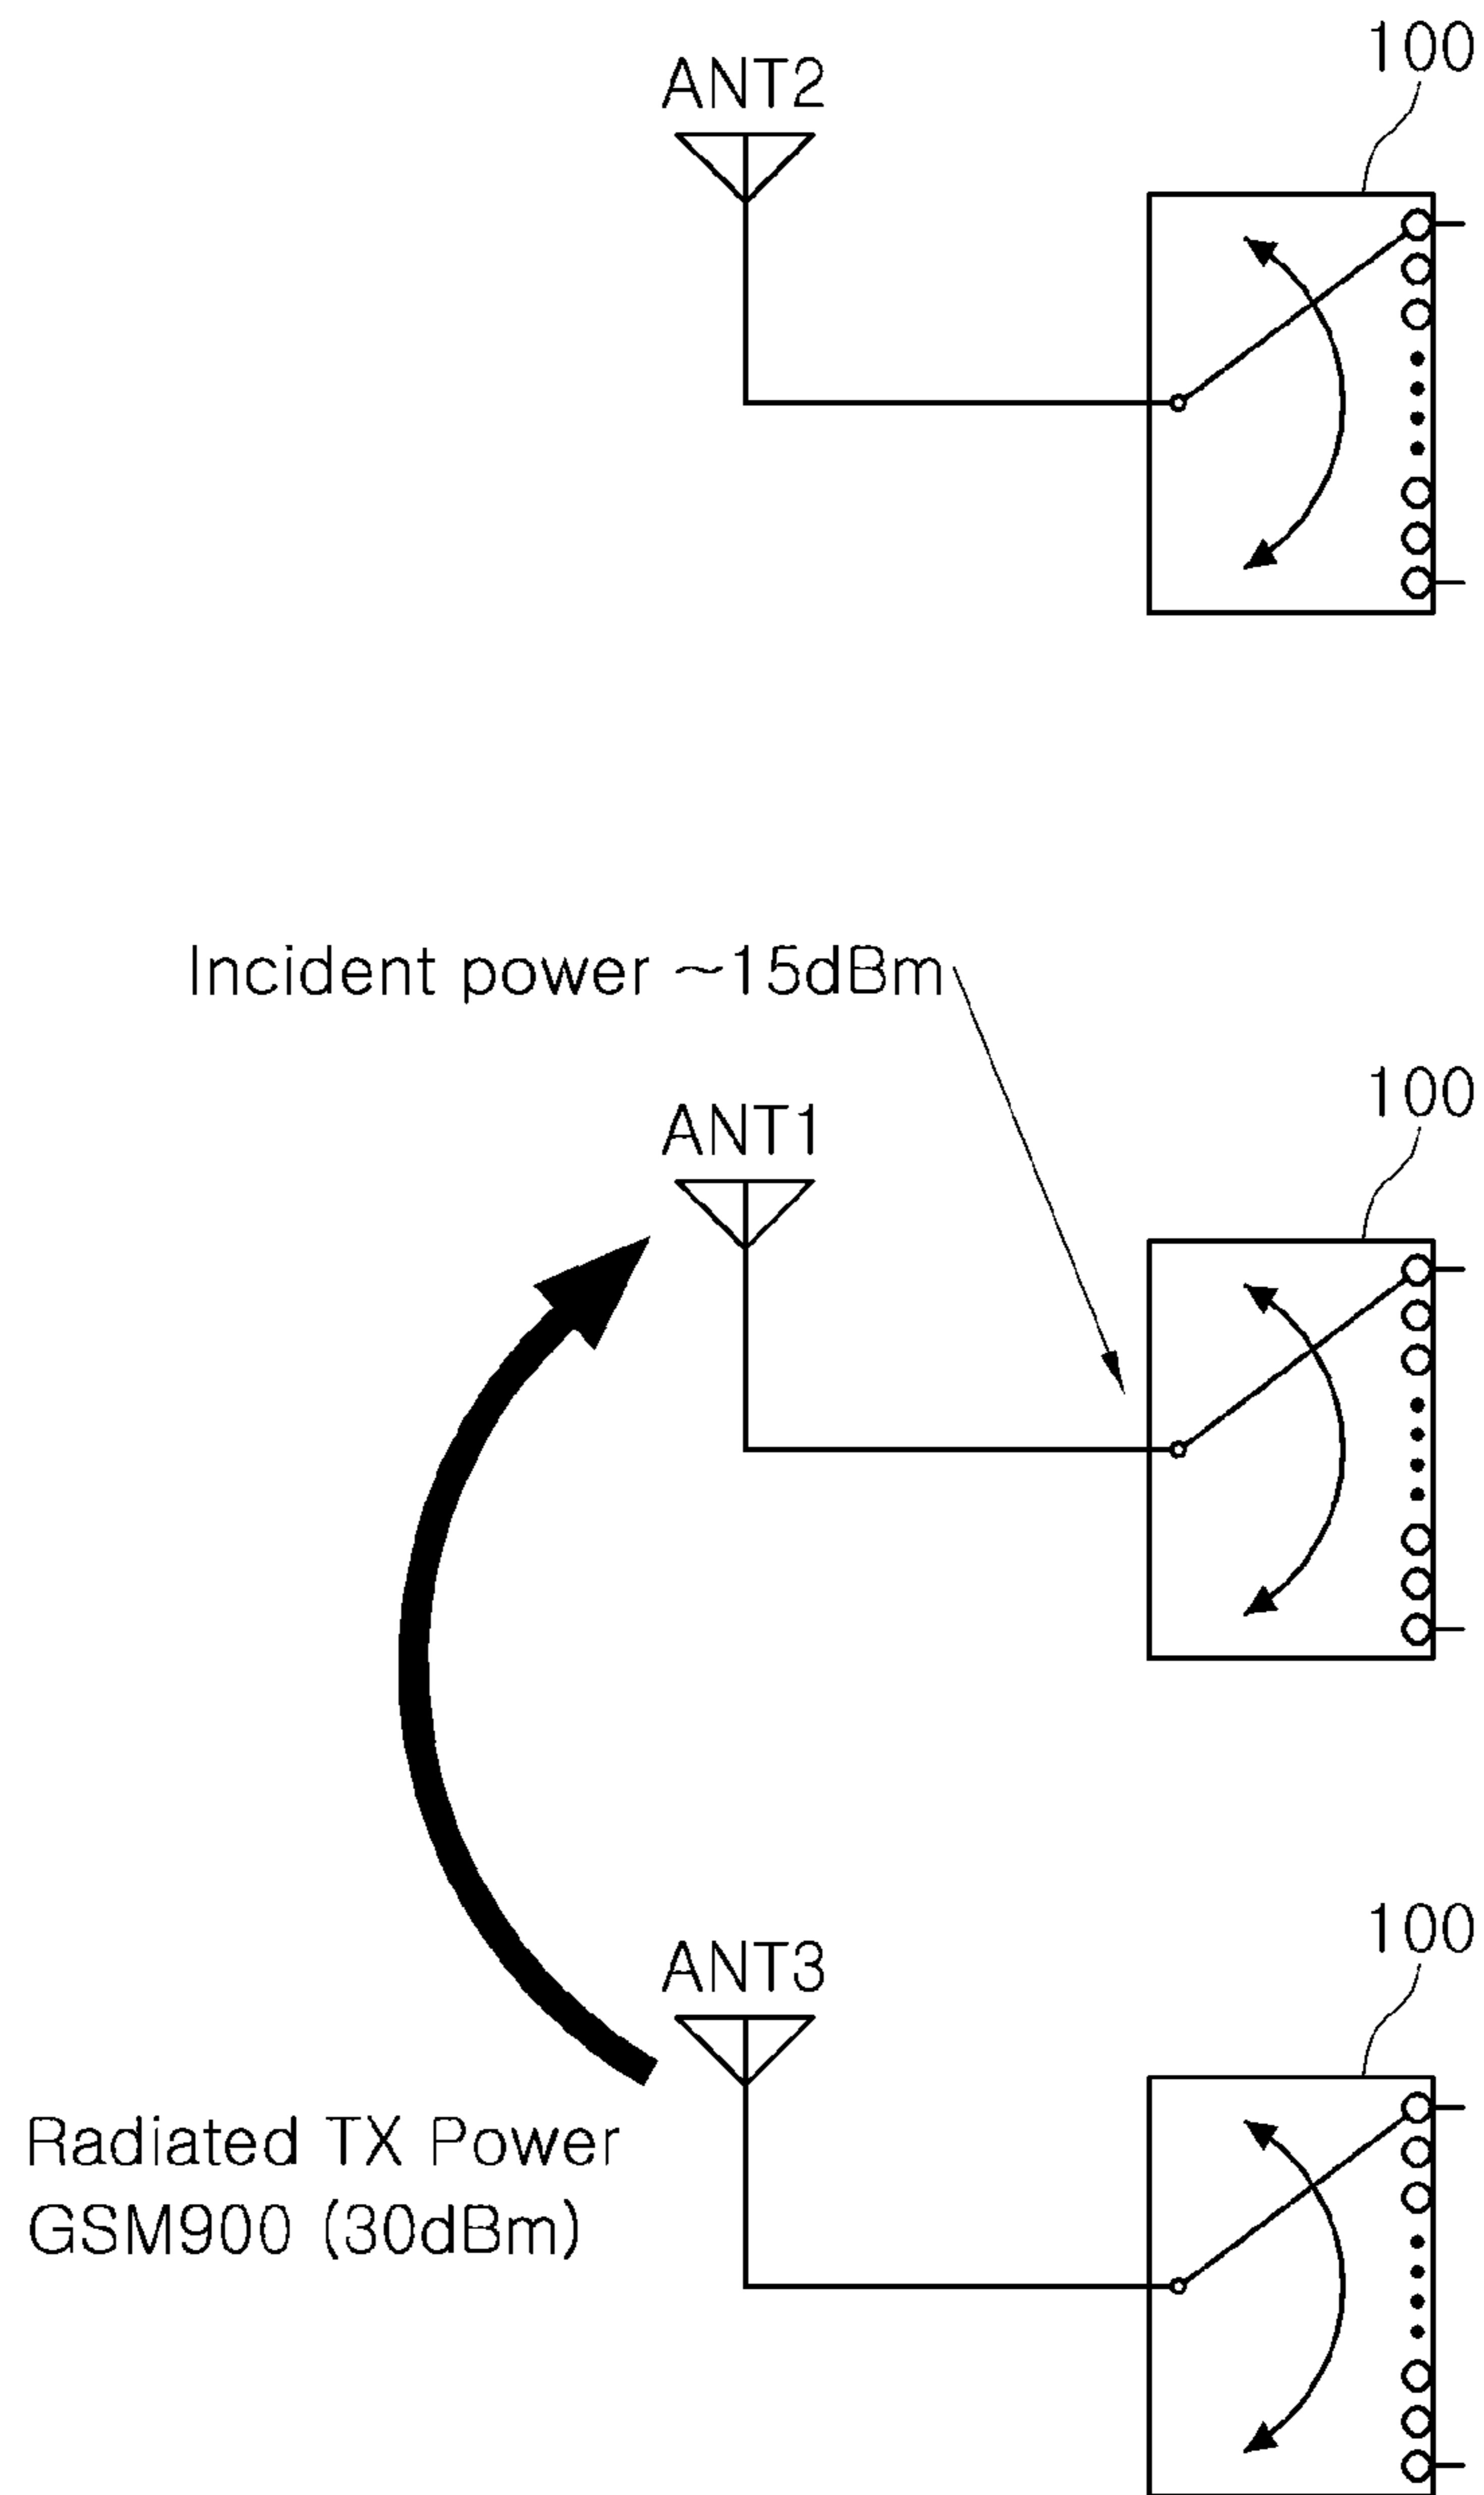 100
ANT2
Incident power ~15dBm
100
ANT1
100
ANT3
Radiated TX Power
GSM900 (30dBm)